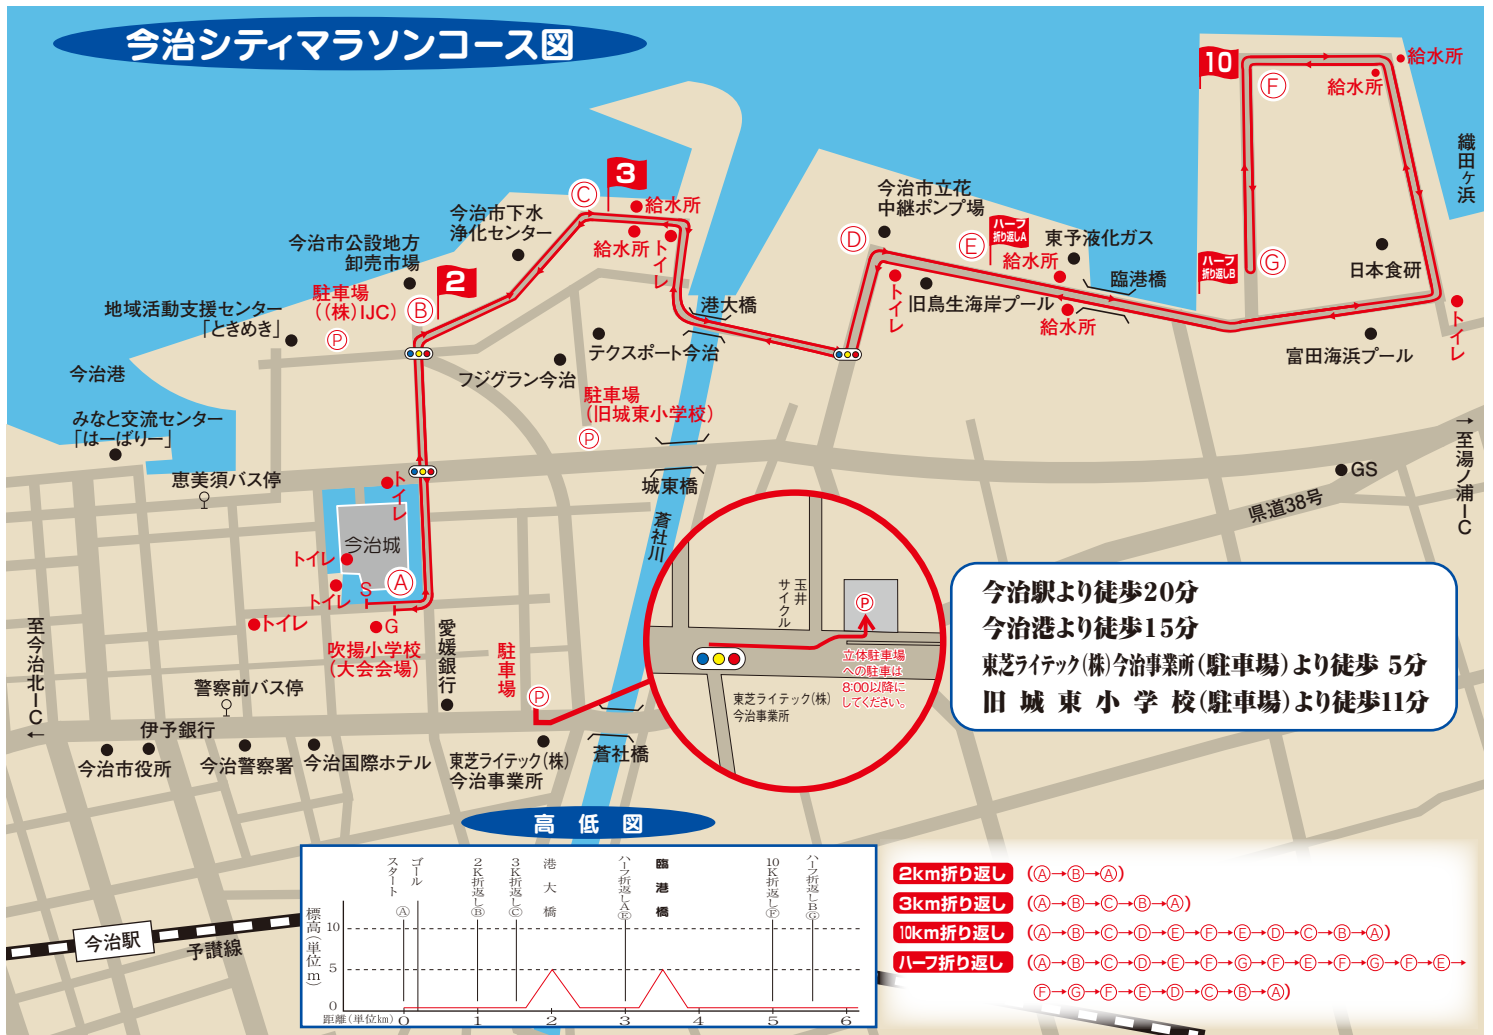 今治シティマラソンコース図
10
給水所
給水所
F
織田ヶ浜
3
C
給水所
給水所
トイレ
今治市下水
浄化センター
今治市公設地方
卸売市場
2
B
駐車場
((株)IJC)
P
地域活動支援センター
「ときめき」
今治港
みなと交流センター
「はーばりー」
恵美須バス停
今治市立花
中継ポンプ場
D
E
ハーフ
折り返しA
東予液化ガス
給水所
臨港橋
ハーフ
折り返しB
G
日本食研
トイレ
旧鳥生海岸プール
給水所
トイレ
富田海浜プール
港大橋
テクスポート今治
フジグラン今治
駐車場
(旧城東小学校)
P
城東橋
蒼社川
GS
県道38号
→至湯ノ浦IC
トイレ
今治城
トイレ
トイレ
トイレ
S
A
G
吹揚小学校
(大会会場)
愛媛銀行
駐車場
P
至今治北IC←
警察前バス停
伊予銀行
今治市役所
今治警察署
今治国際ホテル
東芝ライテック(株)
今治事業所
蒼社橋
玉井
サイクル
P
立体駐車場
への駐車は
8:00以降に
してください。
東芝ライテック(株)
今治事業所
今治駅より徒歩20分
今治港より徒歩15分
東芝ライテック(株)今治事業所(駐車場)より徒歩 5分
旧城東小学校(駐車場)より徒歩11分
高低図
スタート Ⓐ
ゴール
2K折返しⒷ
3K折返しⒸ
港大橋
ハーフ折返しAⒺ
臨港橋
10K折返しⒻ
ハーフ折返しBⒼ
標高(単位m)
10
5
0
距離(単位km) 0 1 2 3 4 5 6
今治駅
予讃線
2km折り返し (Ⓐ→Ⓑ→Ⓐ)
3km折り返し (Ⓐ→Ⓑ→Ⓒ→Ⓑ→Ⓐ)
10km折り返し (Ⓐ→Ⓑ→Ⓒ→Ⓓ→Ⓔ→Ⓕ→Ⓔ→Ⓓ→Ⓒ→Ⓑ→Ⓐ)
ハーフ折り返し (Ⓐ→Ⓑ→Ⓒ→Ⓓ→Ⓔ→Ⓕ→Ⓖ→Ⓕ→Ⓔ→Ⓕ→Ⓖ→Ⓕ→Ⓔ→
Ⓕ→Ⓖ→Ⓕ→Ⓔ→Ⓓ→Ⓒ→Ⓑ→Ⓐ)